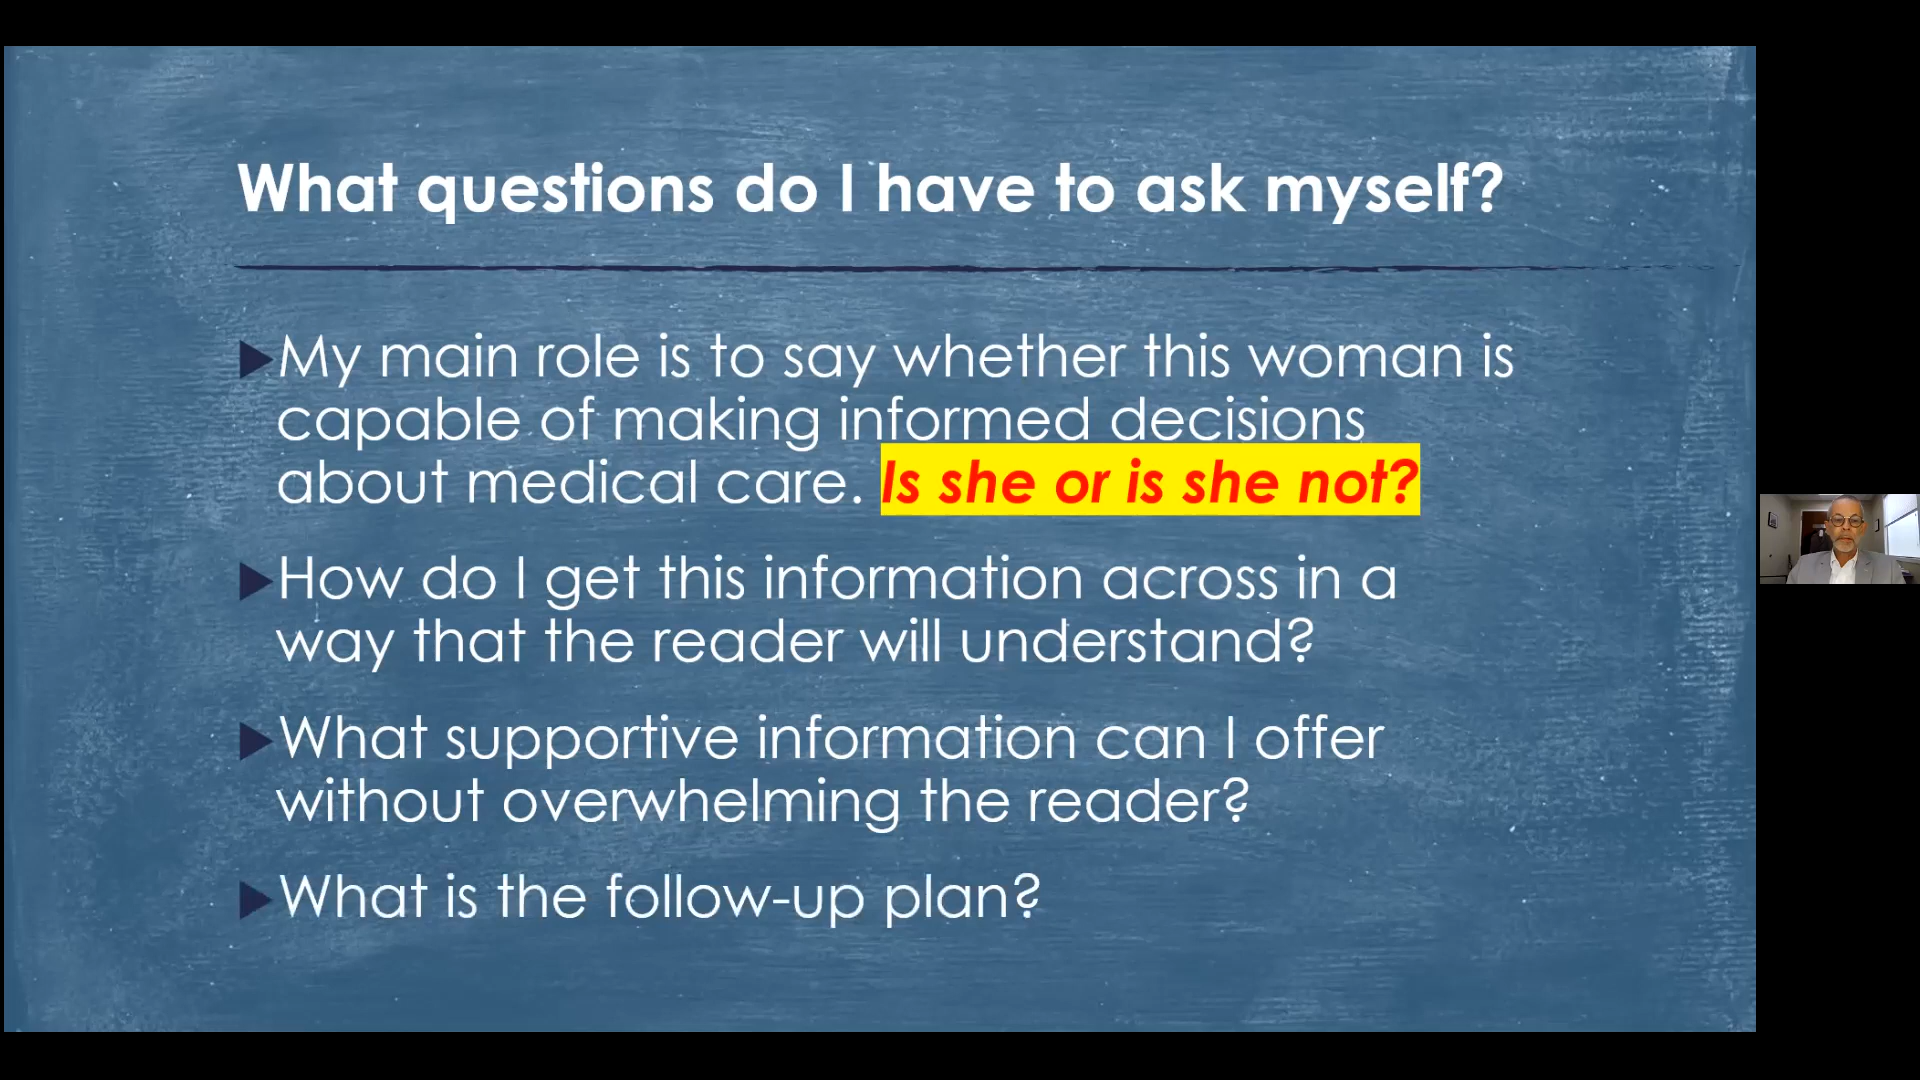 What questions do I have to ask myself?
My main role is to say whether this woman is
capable of making informed decisions
about medical care. Is she or is she not?
How do I get this information across in a
way that the reader will understand?
What supportive information can I offer
without overwhelming the reader?
What is the follow-up plan?